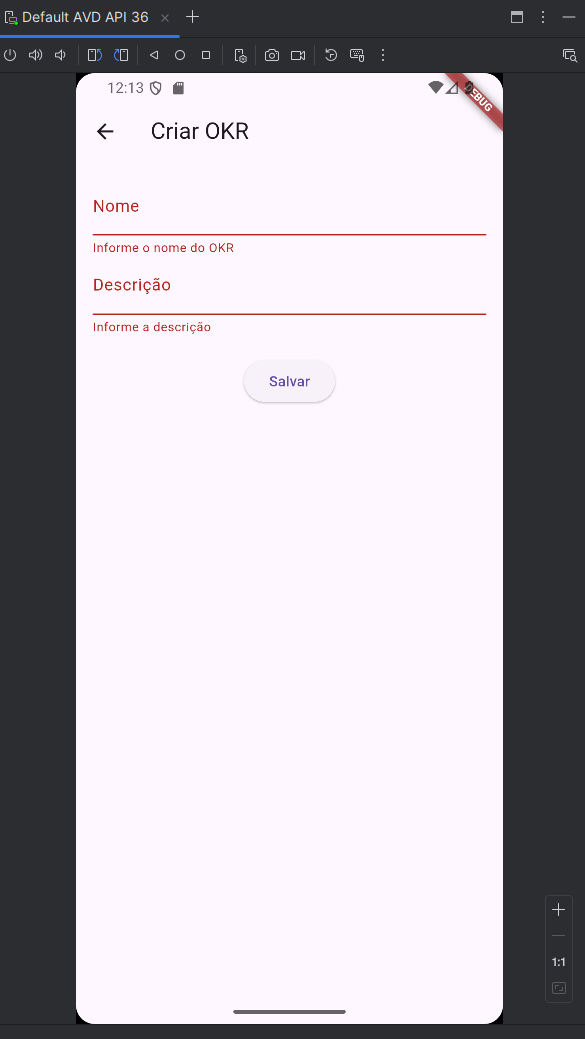 Default AVD API 36
12:13
DEBUG
Criar OKR
Nome
Informe o nome do OKR
Descrição
Informe a descrição
Salvar
1:1